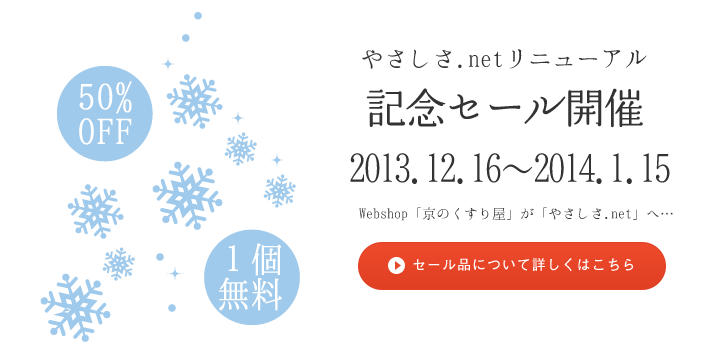 50%
OFF
1個
無料
やさしさ.netリニューアル
記念セール開催
2013.12.16～2014.1.15
Webshop「京のくすり屋」が「やさしさ.net」へ…
セール品について詳しくはこちら